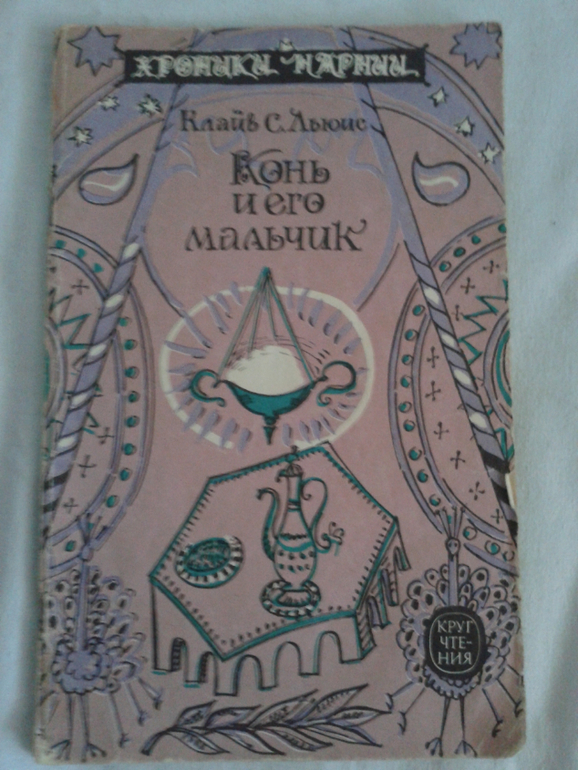 ХРОНИКИ НАРНИИ
Клайв С. Льюис
Конь
и его
мальчик
КРУГ
ЧТЕ-
НИЯ